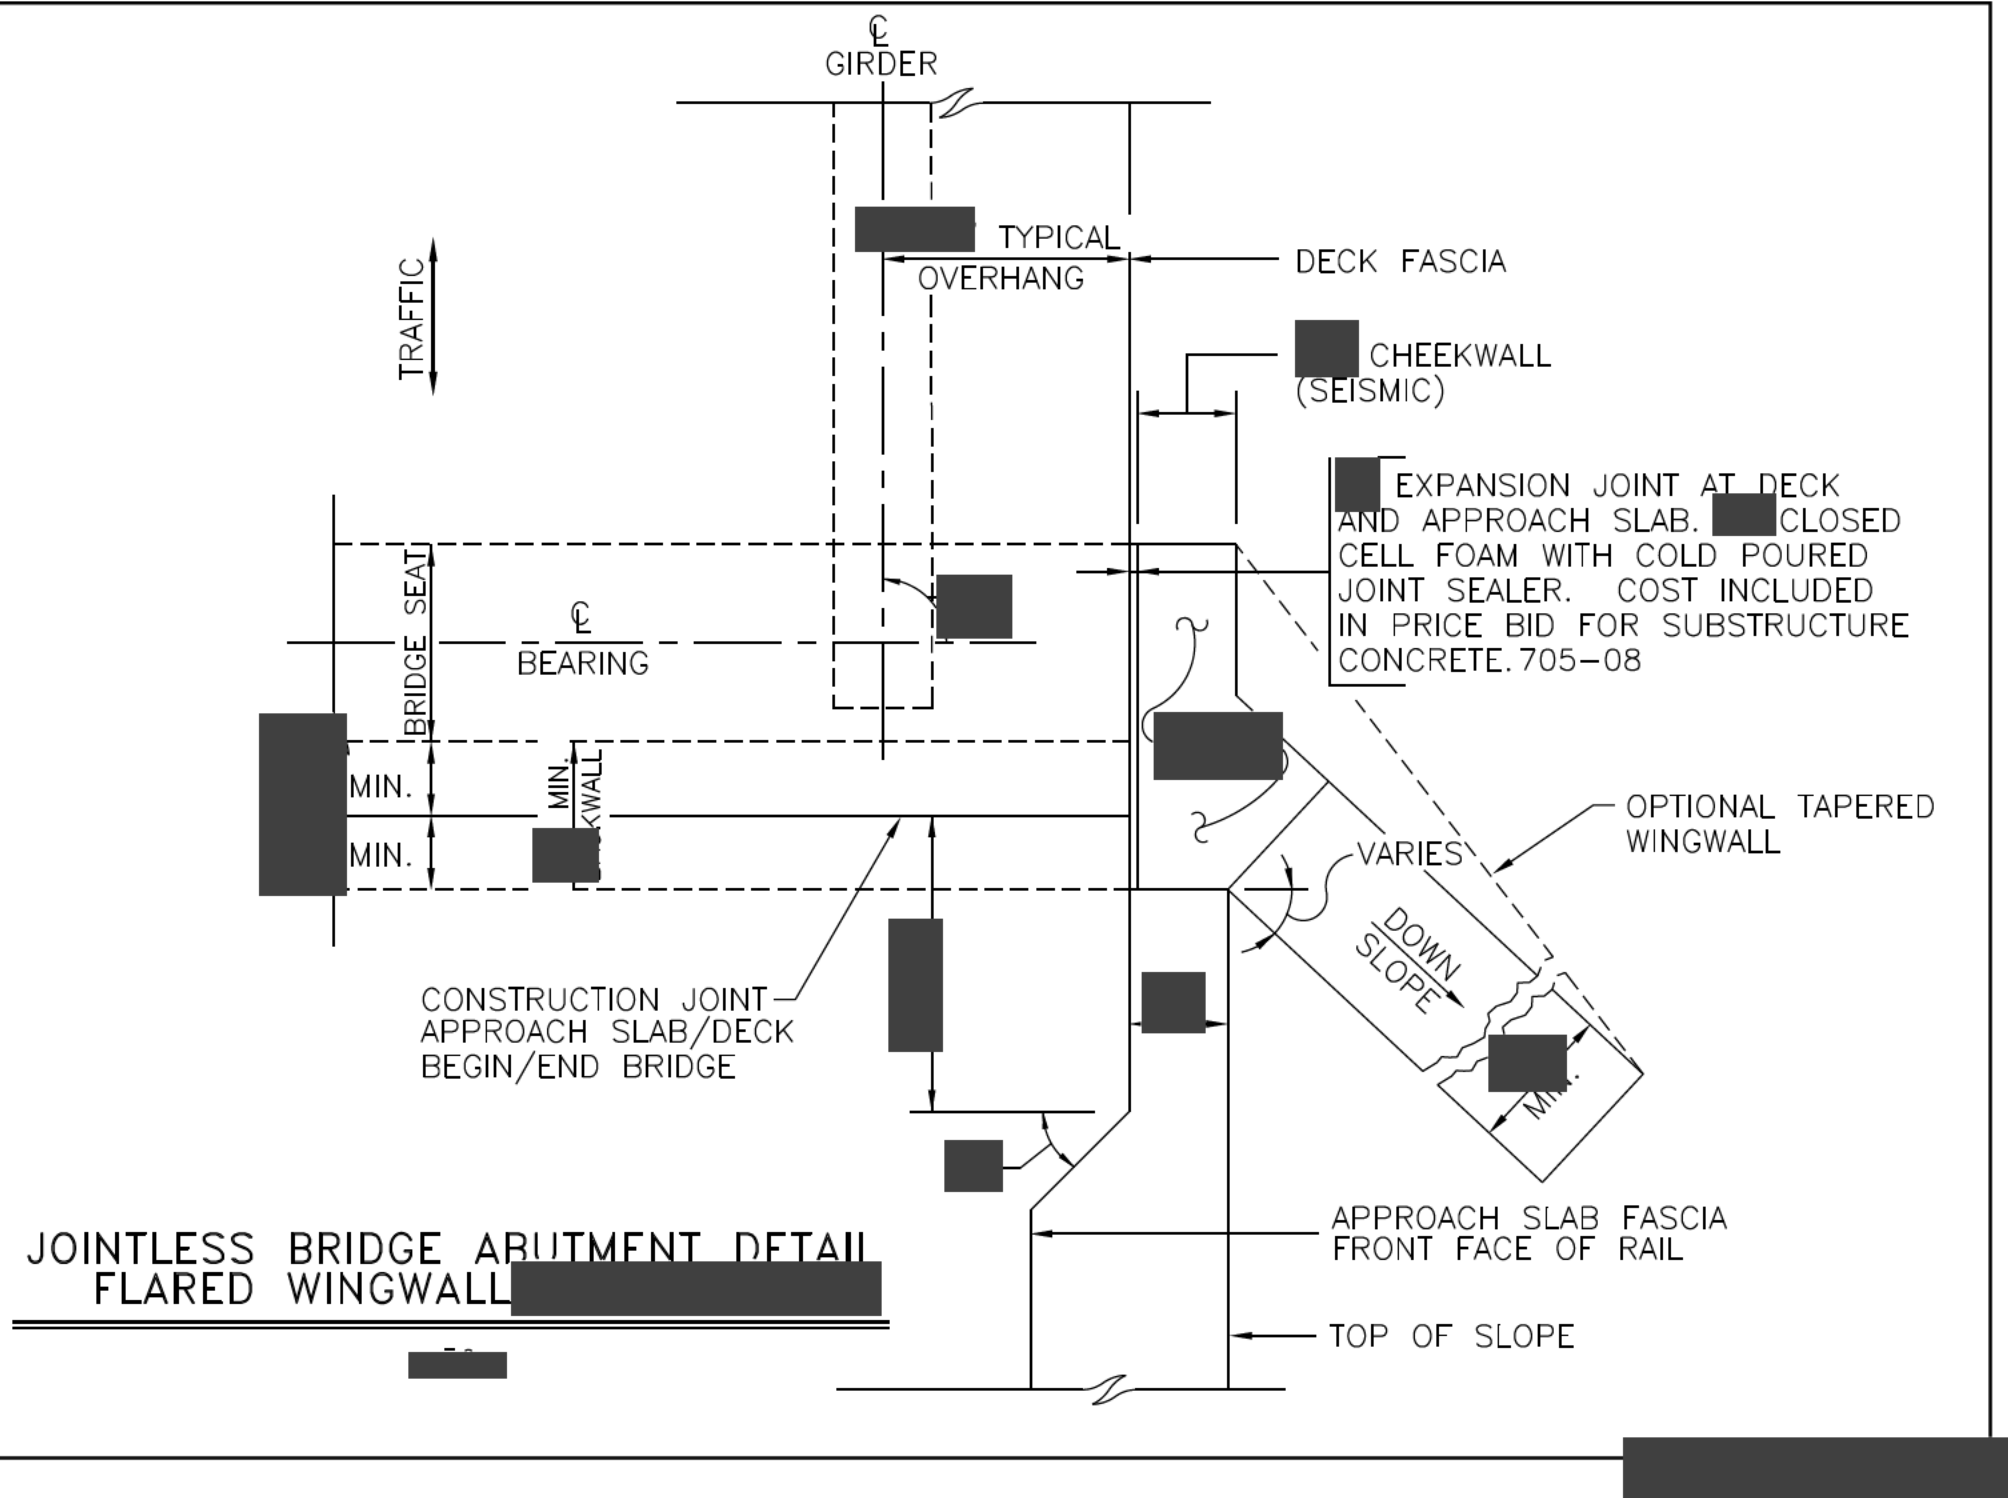 ℄
GIRDER
TYPICAL
OVERHANG
DECK FASCIA
TRAFFIC
CHEEKWALL
(SEISMIC)
EXPANSION JOINT AT DECK
AND APPROACH SLAB. CLOSED
CELL FOAM WITH COLD POURED
JOINT SEALER. COST INCLUDED
IN PRICE BID FOR SUBSTRUCTURE
CONCRETE. 705-08
BRIDGE SEAT
℄
BEARING
MIN.
MIN.
MIN.
OPTIONAL TAPERED
WINGWALL
VARIES
DOWN
SLOPE
CONSTRUCTION JOINT
APPROACH SLAB/DECK
BEGIN/END BRIDGE
MIN.
APPROACH SLAB FASCIA
FRONT FACE OF RAIL
JOINTLESS BRIDGE ABUTMENT DETAIL
FLARED WINGWALL
TOP OF SLOPE